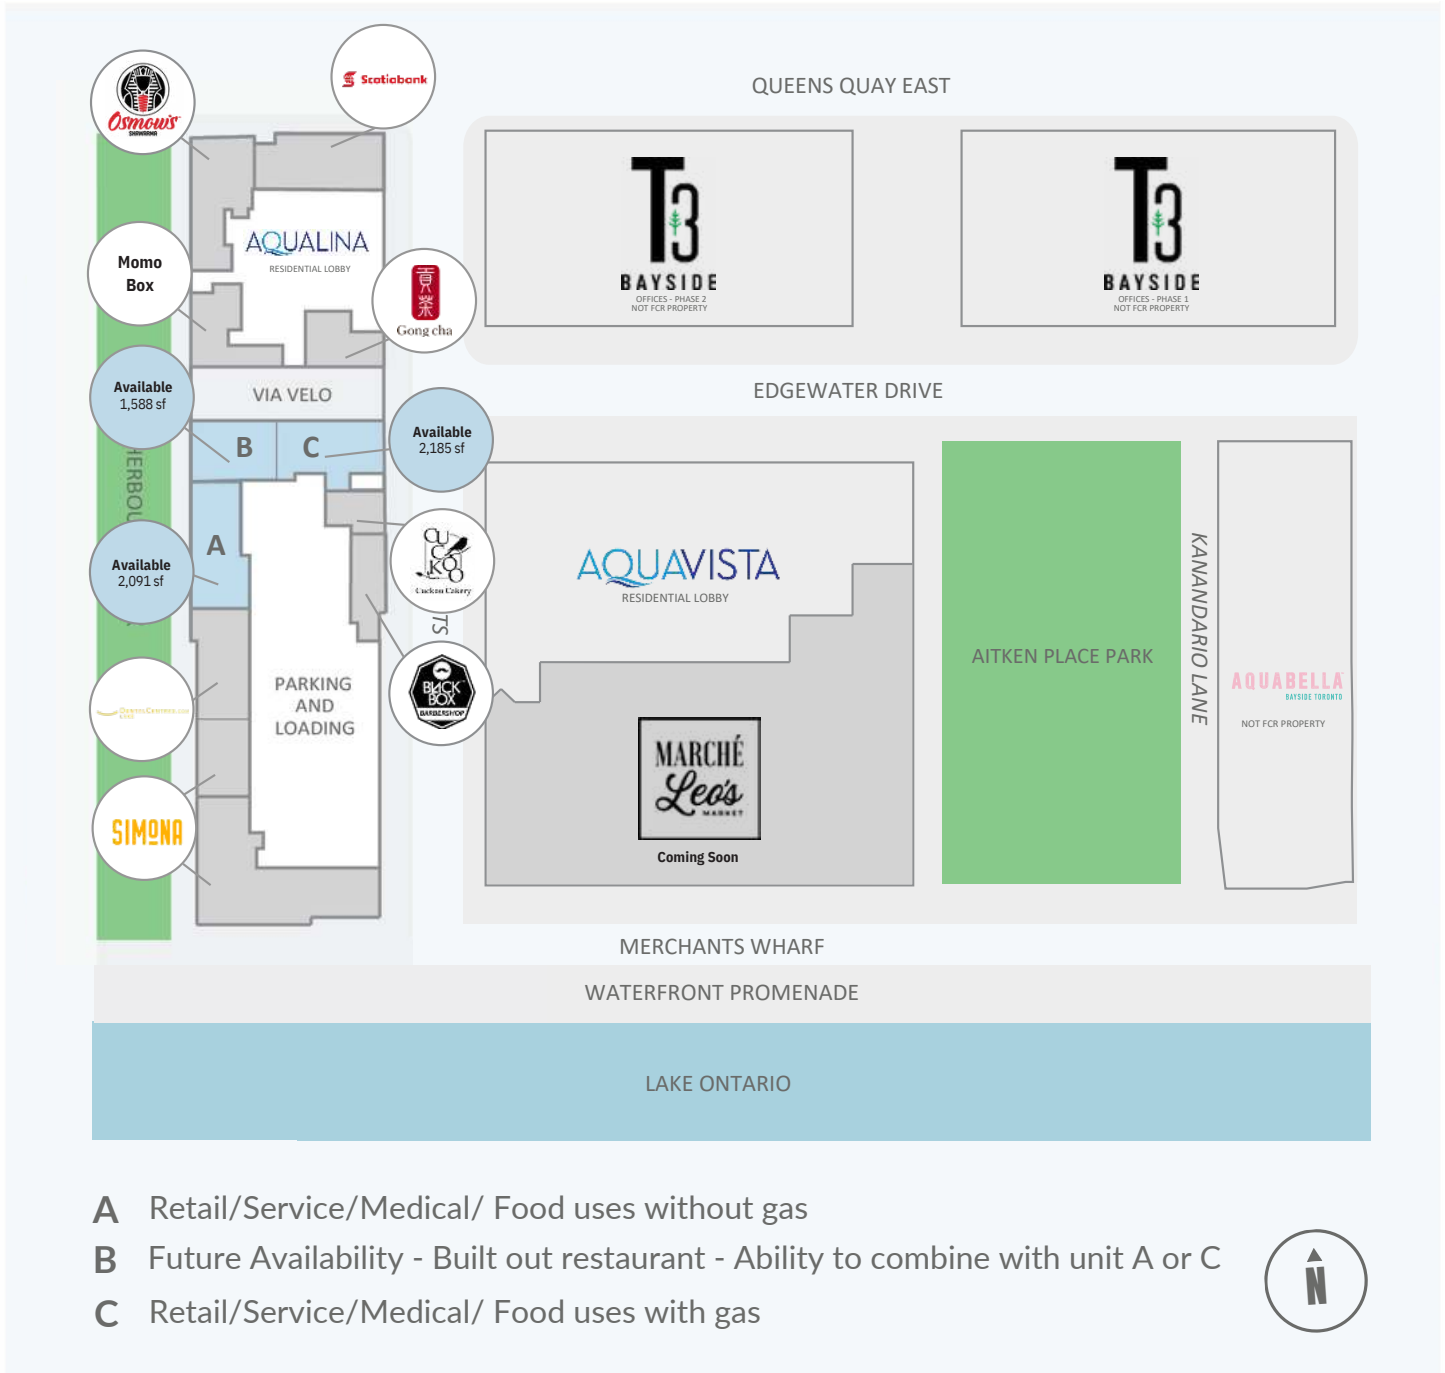 Scotiabank
Osmow's
SHAWARMA
QUEENS QUAY EAST
T3
BAYSIDE
OFFICES - PHASE 2
NOT FCR PROPERTY
T3
BAYSIDE
OFFICES - PHASE 1
NOT FCR PROPERTY
AQUALINA
RESIDENTIAL LOBBY
Momo
Box
貢茶
Gong cha
VIA VELO
Available
1,588 sf
EDGEWATER DRIVE
B
C
Available
2,185 sf
HERBOU
A
Available
2,091 sf
CUCKOO
Cuckoo Cakery
TS
AQUAVISTA
RESIDENTIAL LOBBY
AITKEN PLACE PARK
KANANDARIO LANE
AQUABELLA
BAYSIDE TORONTO
NOT FCR PROPERTY
PARKING
AND
LOADING
BLACK
BOX
BARBERSHOP
MARCHÉ
Leo's
MARKET
Coming Soon
SIMONA
MERCHANTS WHARF
WATERFRONT PROMENADE
LAKE ONTARIO
A Retail/Service/Medical/ Food uses without gas
B Future Availability - Built out restaurant - Ability to combine with unit A or C
C Retail/Service/Medical/ Food uses with gas
N